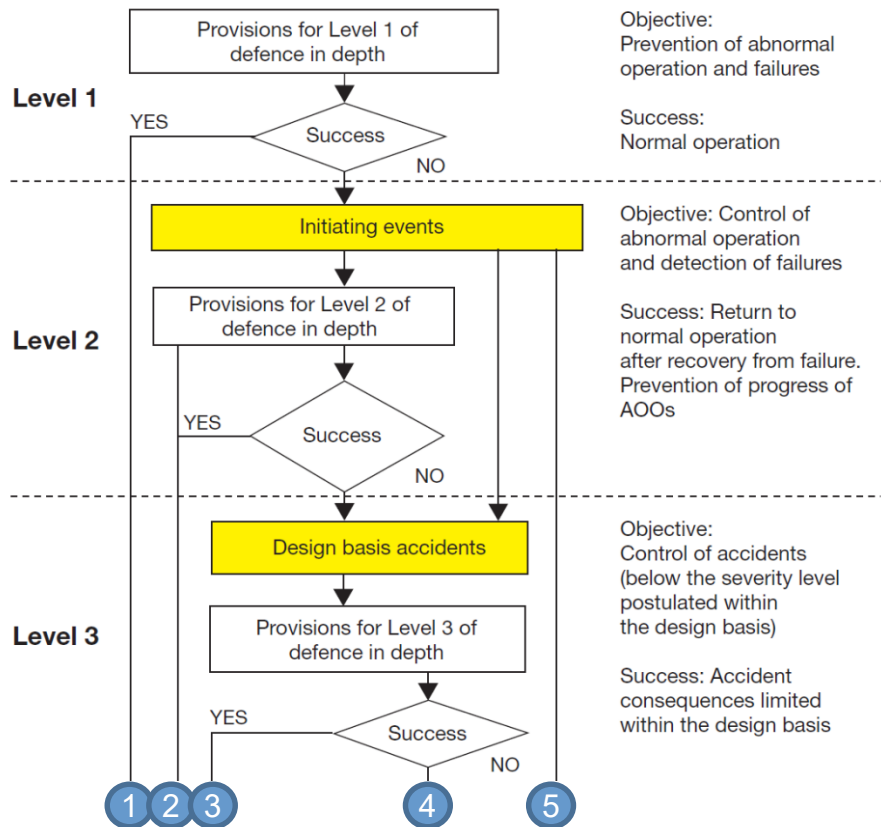 Provisions for Level 1 of
defence in depth
Objective:
Prevention of abnormal
operation and failures
Level 1
YES
Success
NO
Success:
Normal operation
Initiating events
Objective: Control of
abnormal operation
and detection of failures
Provisions for Level 2 of
defence in depth
Level 2
Success: Return to
normal operation
after recovery from failure.
Prevention of progress of
AOOs
YES
Success
NO
Design basis accidents
Objective:
Control of accidents
(below the severity level
postulated within
the design basis)
Provisions for Level 3 of
defence in depth
Level 3
Success: Accident
consequences limited
within the design basis
YES
Success
NO
1
2
3
4
5